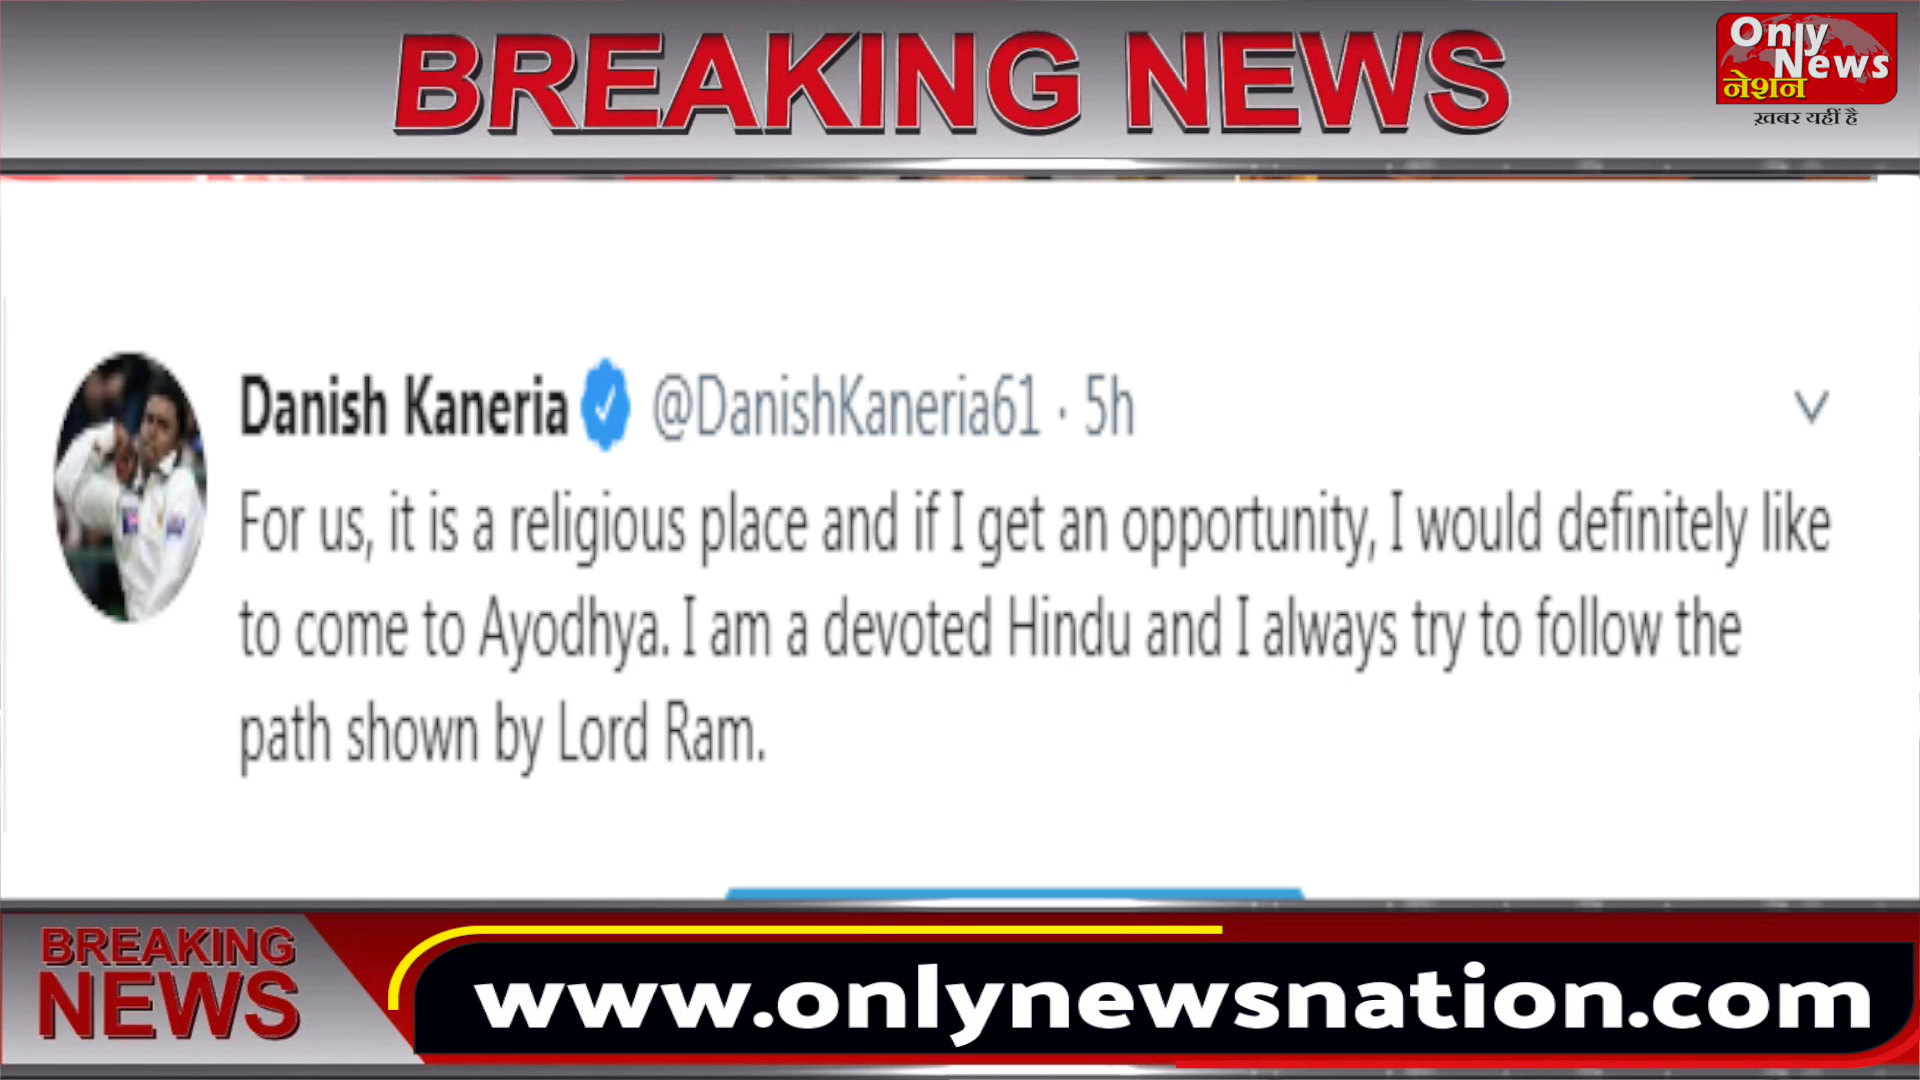 BREAKING NEWS
Only
News
नेशन
ख़बर यहीं है
Danish Kaneria @DanishKaneria61 · 5h
For us, it is a religious place and if I get an opportunity, I would definitely like
to come to Ayodhya. I am a devoted Hindu and I always try to follow the
path shown by Lord Ram.
BREAKING
NEWS
www.onlynewsnation.com